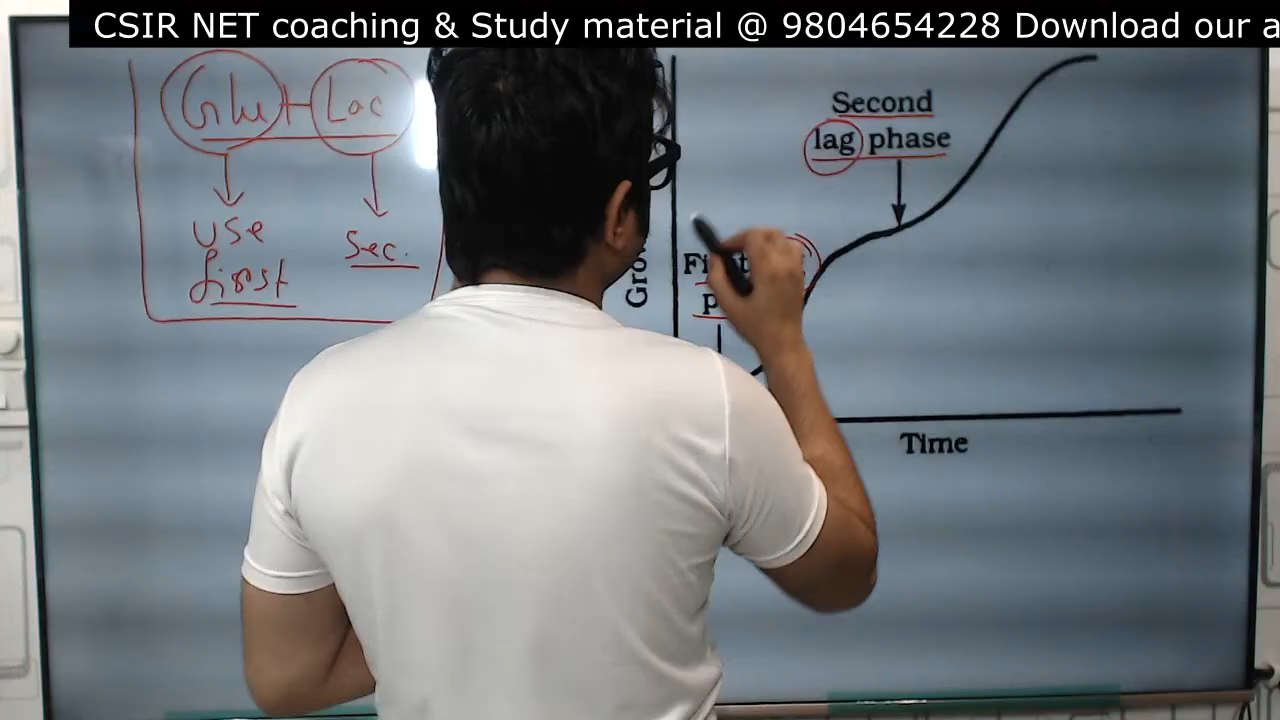 CSIR NET coaching & Study material @ 9804654228 Download our a
Glu + Lac
use
first
Sec.
Second
lag phase
Time